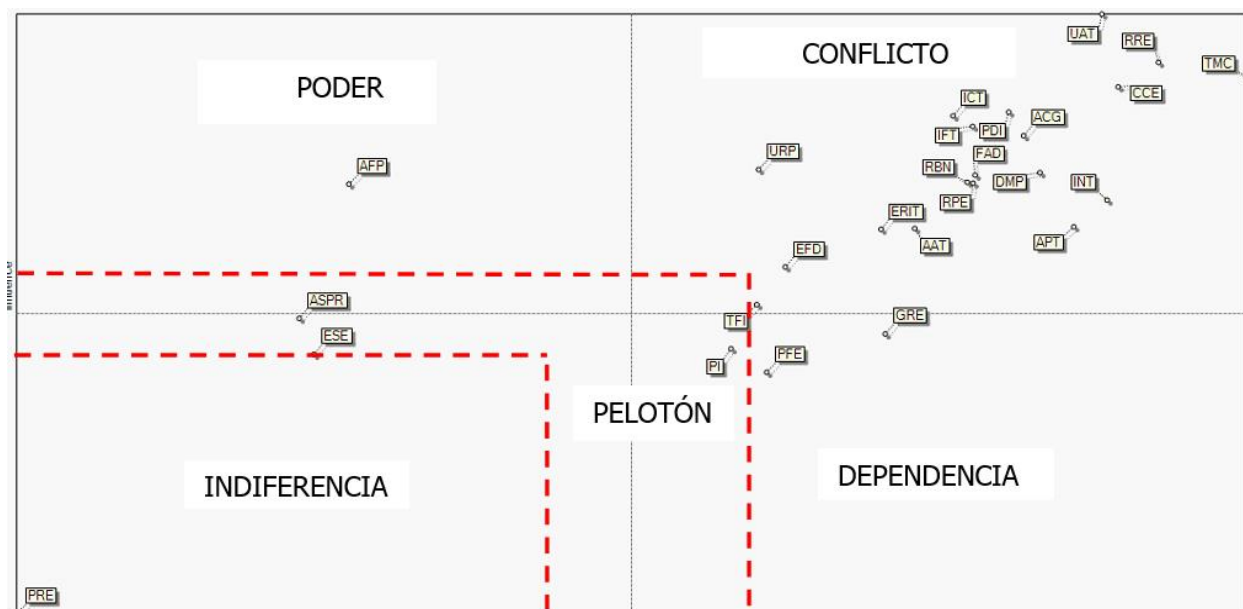 UAT
RRE
CONFLICTO
TMC
PODER
CCE
ICT
ACG
IFT
PDI
URP
FAD
AFP
RBN
DMP
INT
RPE
ERIT
AAT
APT
EFD
ASPR
TFI
GRE
ESE
PI
PFE
PELOTÓN
INDIFERENCIA
DEPENDENCIA
PRE